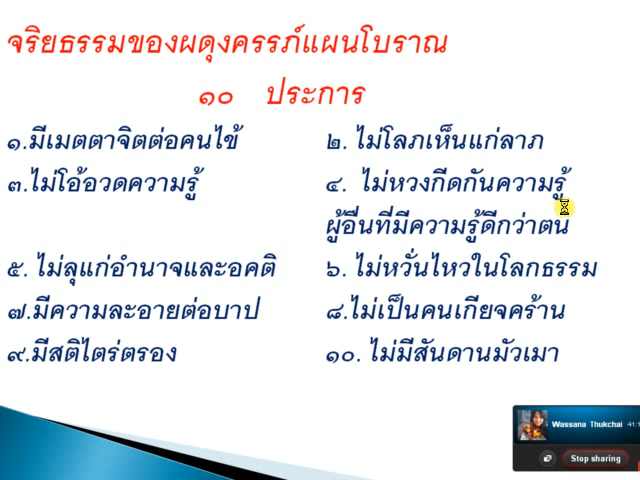 จริยธรรมของผดุงครรภ์แผนโบราณ
๑๐ ประการ
๑.มีเมตตาจิตต่อคนไข้
๒. ไม่โลภเห็นแก่ลาภ
๓.ไม่โอ้อวดความรู้
๔. ไม่หวงกีดกันความรู้
ผู้อื่นที่มีความรู้ดีกว่าตน
๕. ไม่ลุแก่อำนาจและอคติ
๖. ไม่หวั่นไหวในโลกธรรม
๗.มีความละอายต่อบาป
๘.ไม่เป็นคนเกียจคร้าน
๙.มีสติไตร่ตรอง
๑๐. ไม่มีสันดานมัวเมา
Wassana Thukchai
Stop sharing